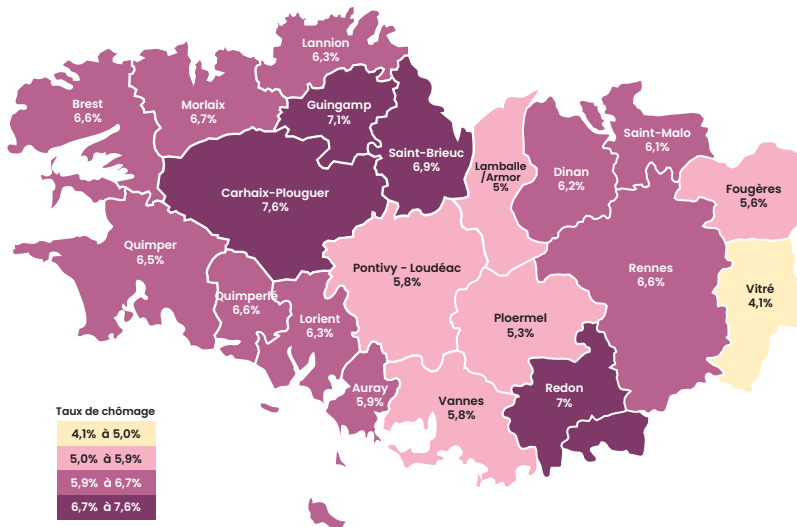 Lannion
6,3%
Brest
6,6%
Morlaix
6,7%
Guingamp
7,1%
Saint-Brieuc
6,9%
Lamballe
/Armor
5%
Dinan
6,2%
Saint-Malo
6,1%
Fougères
5,6%
Carhaix-Plouguer
7,6%
Quimper
6,5%
Quimperlé
6,6%
Lorient
6,3%
Pontivy - Loudéac
5,8%
Ploermel
5,3%
Rennes
6,6%
Vitré
4,1%
Auray
5,9%
Vannes
5,8%
Redon
7%
Taux de chômage
4,1% à 5,0%
5,0% à 5,9%
5,9% à 6,7%
6,7% à 7,6%